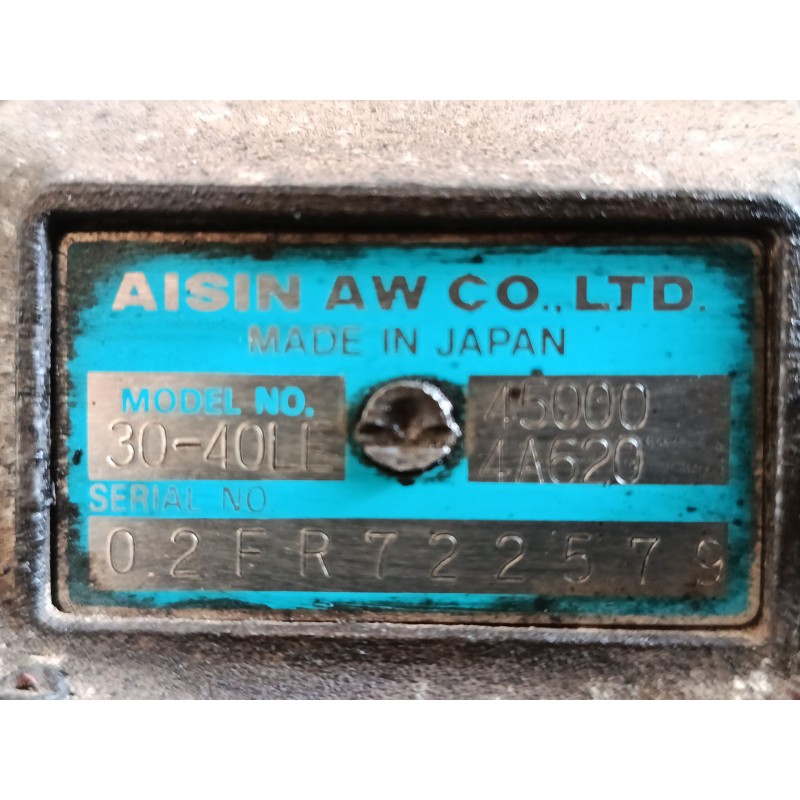 AISIN AW CO., LTD.
MADE IN JAPAN
MODEL NO.
30-40LE
45000
4A620
SERIAL NO.
02FR722579